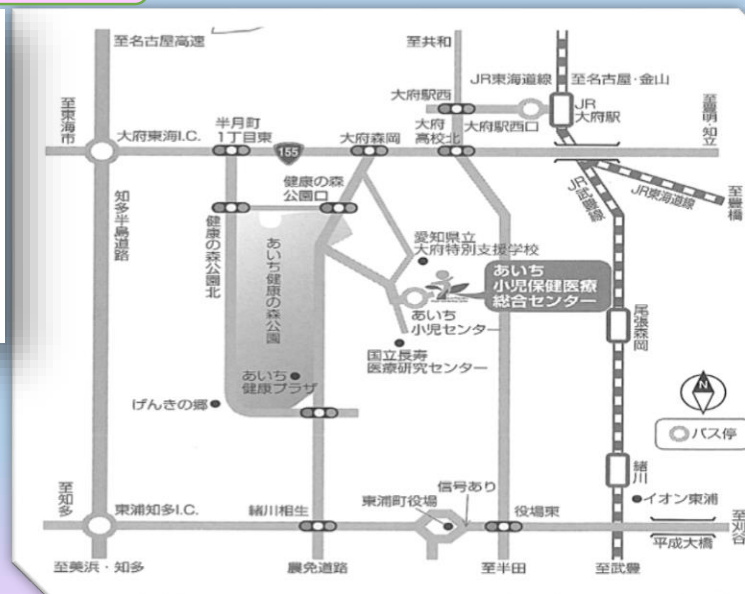 至名古屋高速
至共和
JR東海道線
至名古屋・金山
大府駅西
JR
大府駅
至東海市
半月町
1丁目東
大府東海I.C.
155
大府森岡
大府
高校北
大府駅西口
至豊明・知立
健康の森
公園口
JR武豊線
JR東海道線
至豊橋
知多半島道路
健康の森公園北
あいち健康の森公園
愛知県立
大府特別支援学校
あいち
小児保健医療
総合センター
あいち
小児センター
尾張森岡
国立長寿
医療研究センター
あいち
健康プラザ
げんきの郷
N
バス停
緒川
イオン東浦
至知多
東浦知多I.C.
緒川相生
東浦町役場
信号あり
役場東
至刈谷
平成大橋
至美浜・知多
農免道路
至半田
至武豊